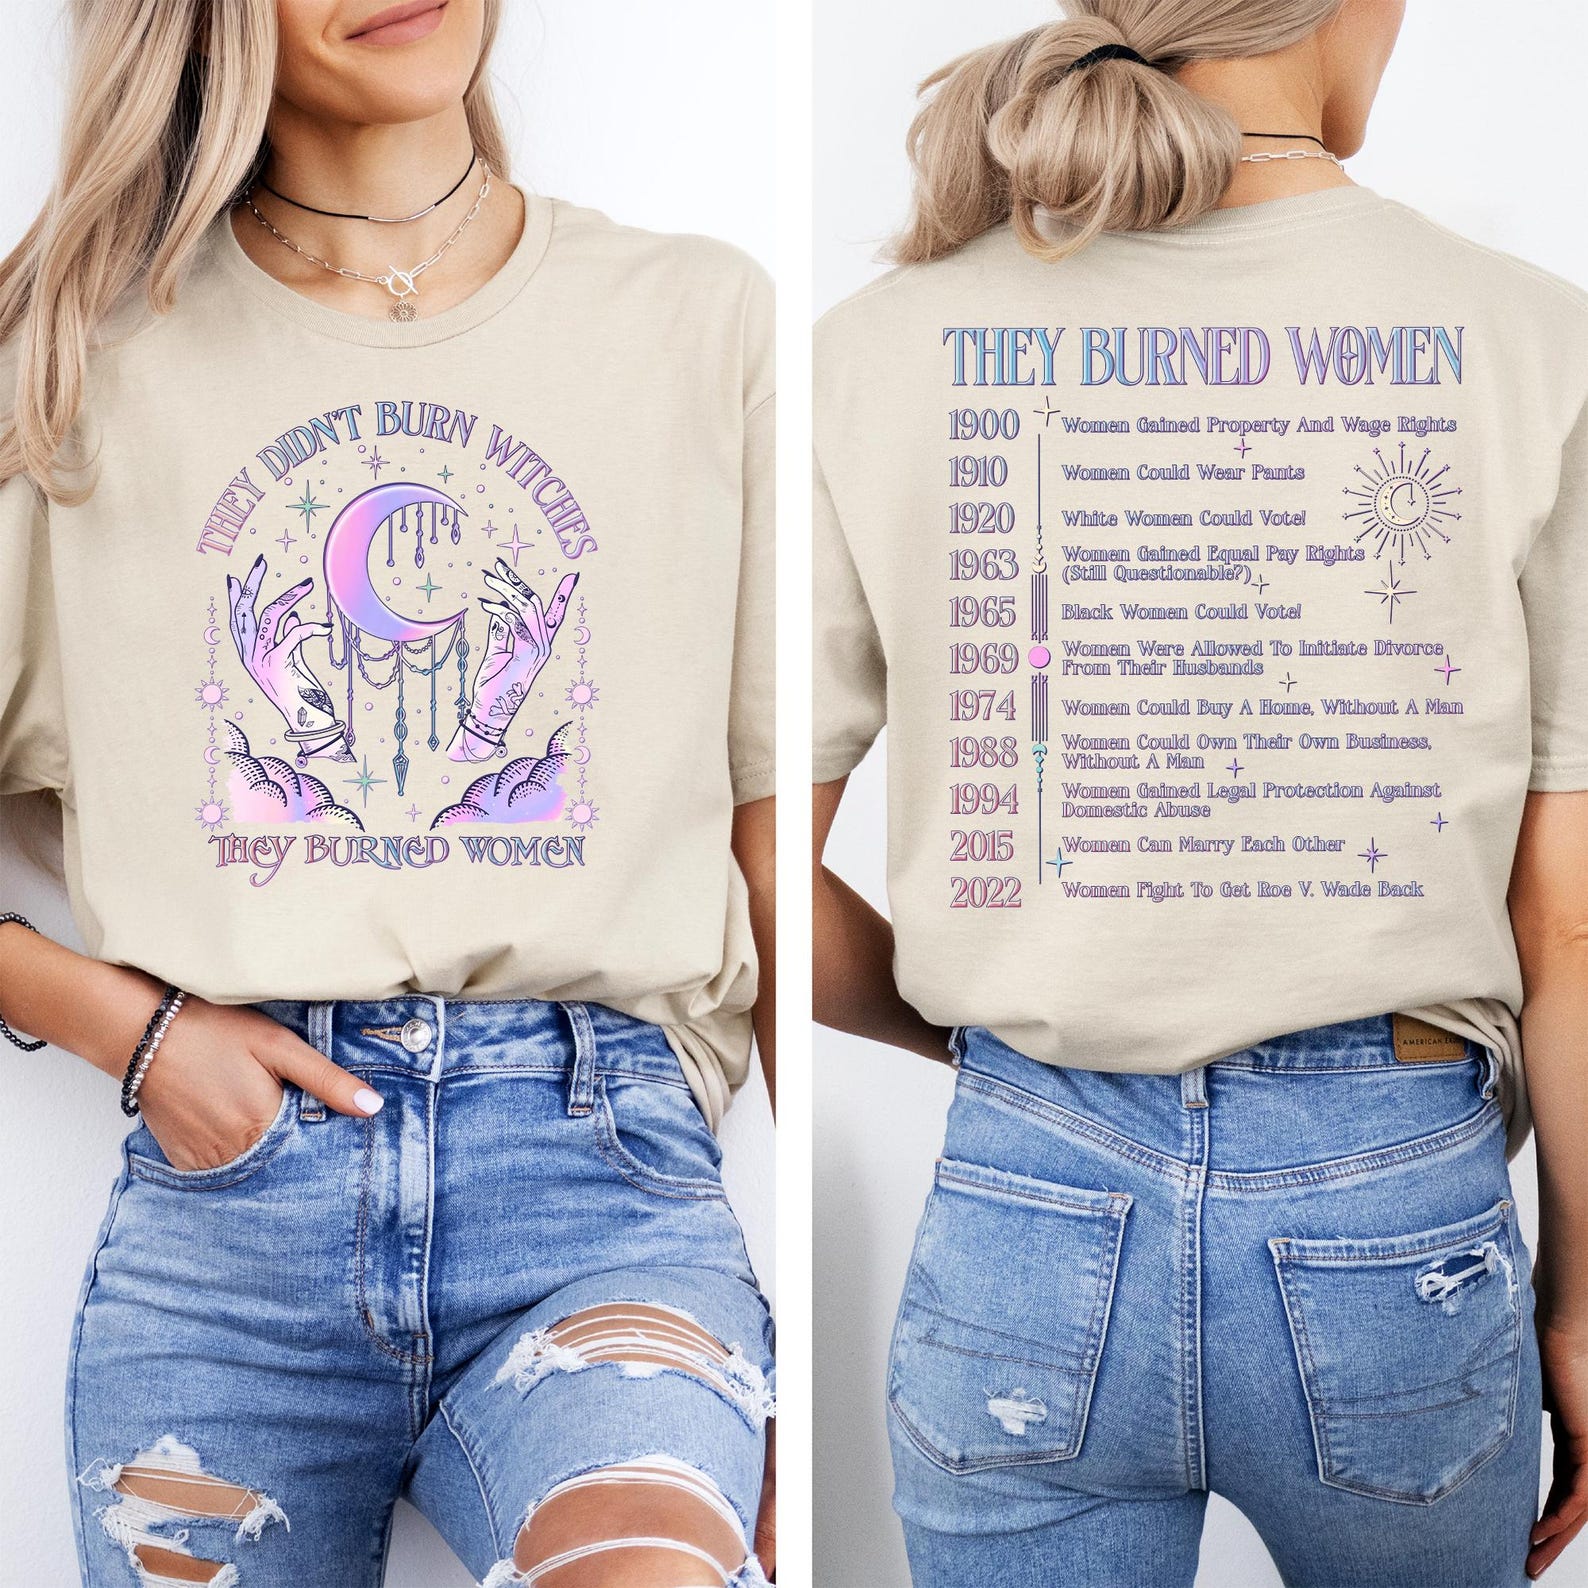 THEY DIDN'T BURN WITCHES
THEY BURNED WOMEN
THEY BURNED WOMEN
1900 Women Gained Property And Wage Rights
1910 Women Could Wear Pants
1920 White Women Could Vote!
1963 Women Gained Equal Pay Rights
(Still Questionable?)
1965 Black Women Could Vote!
1969 Women Were Allowed To Initiate Divorce
From Their Husbands
1974 Women Could Buy A Home, Without A Man
1988 Women Could Own Their Own Business,
Without A Man
1994 Women Gained Legal Protection Against
Domestic Abuse
2015 Women Can Marry Each Other
2022 Women Fight To Get Roe V. Wade Back
AMERICAN